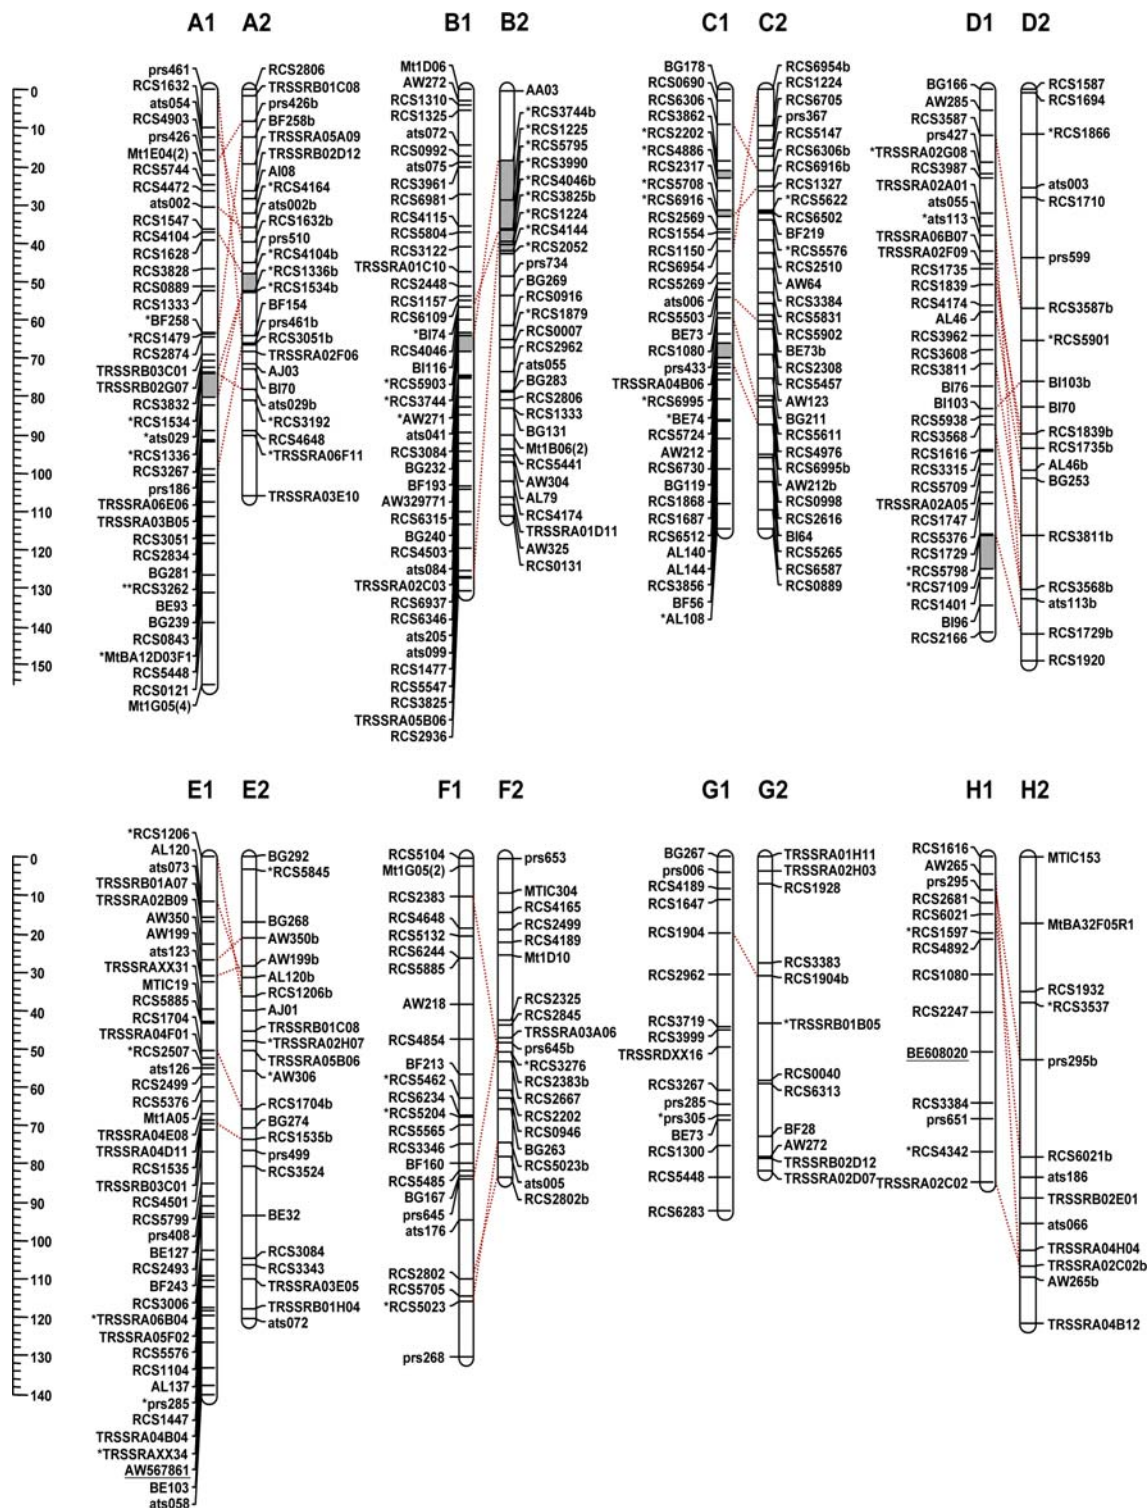 A1
A2
B1
B2
C1
C2
D1
D2
0
10
20
30
40
50
60
70
80
90
100
110
120
130
140
150
prs461
RCS1632
ats054
RCS4903
prs426
Mt1E04(2)
RCS5744
RCS4472
ats002
RCS1547
RCS4104
RCS1628
RCS3828
RCS0889
RCS1333
*BF258
*RCS1479
RCS2874
TRSSRB03C01
TRSSRB02G07
RCS3832
*RCS1534
*ats029
*RCS1336
RCS3267
prs186
TRSSRA06E06
TRSSRA03B05
RCS3051
RCS2834
BG281
**RCS3262
BE93
BG239
RCS0843
*MtBA12D03F1
RCS5448
RCS0121
Mt1G05(4)
RCS2806
TRSSRB01C08
prs426b
BF258b
TRSSRA05A09
TRSSRB02D12
AI08
*RCS4164
ats002b
RCS1632b
prs510
*RCS4104b
*RCS1336b
*RCS1534b
BF154
prs461b
RCS3051b
TRSSRA02F06
AJ03
BI70
ats029b
*RCS3192
RCS4648
*TRSSRA06F11
TRSSRA03E10
Mt1D06
AW272
RCS1310
RCS1325
ats072
RCS0992
ats075
RCS3961
RCS6981
RCS4115
RCS5804
RCS3122
TRSSRA01C10
RCS2448
RCS1157
RCS6109
*BI74
RCS4046
BI116
*RCS5903
*RCS3744
*AW271
ats041
RCS3084
BG232
BF193
AW329771
RCS6315
BG240
RCS4503
ats084
TRSSRA02C03
RCS6937
RCS6346
ats205
ats099
RCS1477
RCS5547
RCS3825
TRSSRA05B06
RCS2936
AA03
*RCS3744b
*RCS1225
*RCS5795
*RCS3990
*RCS4046b
*RCS3825b
*RCS1224
*RCS4144
*RCS2052
prs734
BG269
RCS0916
*RCS1879
RCS0007
RCS2962
ats055
BG283
RCS2806
RCS1333
BG131
Mt1B06(2)
RCS5441
AW304
AL79
RCS4174
TRSSRA01D11
AW325
RCS0131
BG178
RCS0690
RCS6306
RCS3862
*RCS2202
*RCS4886
RCS2317
*RCS5708
*RCS6916
RCS2569
RCS1554
RCS1150
RCS6954
RCS5269
ats006
RCS5503
BE73
RCS1080
prs433
TRSSRA04B06
*RCS6995
*BE74
RCS5724
AW212
RCS6730
BG119
RCS1868
RCS1687
RCS6512
AL140
AL144
RCS3856
BF56
*AL108
RCS6954b
RCS1224
RCS6705
prs367
RCS5147
RCS6306b
RCS6916b
RCS1327
*RCS5622
RCS6502
BF219
*RCS5576
RCS2510
AW64
RCS3384
RCS5831
RCS5902
BE73b
RCS2308
RCS5457
AW123
BG211
RCS5611
RCS4976
RCS6995b
AW212b
RCS0998
RCS2616
BI64
RCS5265
RCS6587
RCS0889
BG166
AW285
RCS3587
prs427
*TRSSRA02G08
RCS3987
TRSSRA02A01
ats055
*ats113
TRSSRA06B07
TRSSRA02F09
RCS1735
RCS1839
RCS4174
AL46
RCS3962
RCS3608
RCS3811
BI76
BI103
RCS5938
RCS3568
RCS1616
RCS3315
RCS5709
TRSSRA02A05
RCS1747
RCS5376
RCS1729
*RCS5798
*RCS7109
RCS1401
BI96
RCS2166
RCS1587
RCS1694
*RCS1866
ats003
RCS1710
prs599
RCS3587b
*RCS5901
BI103b
BI70
RCS1839b
RCS1735b
AL46b
BG253
RCS3811b
RCS3568b
ats113b
RCS1729b
RCS1920
E1
E2
F1
F2
G1
G2
H1
H2
0
10
20
30
40
50
60
70
80
90
100
110
120
130
140
*RCS1206
AL120
ats073
TRSSRB01A07
TRSSRA02B09
AW350
AW199
ats123
TRSSRAXX31
MTIC19
RCS5885
RCS1704
TRSSRA04F01
*RCS2507
ats126
RCS2499
RCS5376
Mt1A05
TRSSRA04E08
TRSSRA04D11
RCS1535
TRSSRB03C01
RCS4501
RCS5799
prs408
BE127
RCS2493
BF243
RCS3006
*TRSSRA06B04
TRSSRA05F02
RCS5576
RCS1104
AL137
*prs285
RCS1447
TRSSRA04B04
*TRSSRAXX34
AW567861
BE103
ats058
BG292
*RCS5845
BG268
AW350b
AW199b
AL120b
RCS1206b
AJ01
TRSSRB01C08
*TRSSRA02H07
TRSSRA05B06
*AW306
RCS1704b
BG274
RCS1535b
prs499
RCS3524
BE32
RCS3084
RCS3343
TRSSRA03E05
TRSSRB01H04
ats072
RCS5104
Mt1G05(2)
RCS2383
RCS4648
RCS5132
RCS6244
RCS5885
AW218
RCS4854
BF213
*RCS5462
RCS6234
*RCS5204
RCS5565
RCS3346
BF160
RCS5485
BG167
prs645
ats176
RCS2802
RCS5705
*RCS5023
prs268
prs653
MTIC304
RCS4165
RCS2499
RCS4189
Mt1D10
RCS2325
RCS2845
TRSSRA03A06
prs645b
*RCS3276
RCS2383b
RCS2667
RCS2202
RCS0946
BG263
RCS5023b
ats005
RCS2802b
BG267
prs006
RCS4189
RCS1647
RCS1904
RCS2962
RCS3719
RCS3999
TRSSRDXX16
RCS3267
prs285
*prs305
BE73
RCS1300
RCS5448
RCS6283
TRSSRA01H11
TRSSRA02H03
RCS1928
RCS3383
RCS1904b
*TRSSRB01B05
RCS0040
RCS6313
BF28
AW272
TRSSRB02D12
TRSSRA02D07
RCS1616
AW265
prs295
RCS2681
RCS6021
*RCS1597
RCS4892
RCS1080
RCS2247
BE608020
RCS3384
prs651
*RCS4342
TRSSRA02C02
MTIC153
MtBA32F05R1
RCS1932
*RCS3537
prs295b
RCS6021b
ats186
TRSSRB02E01
ats066
TRSSRA04H04
TRSSRA02C02b
AW265b
TRSSRA04B12